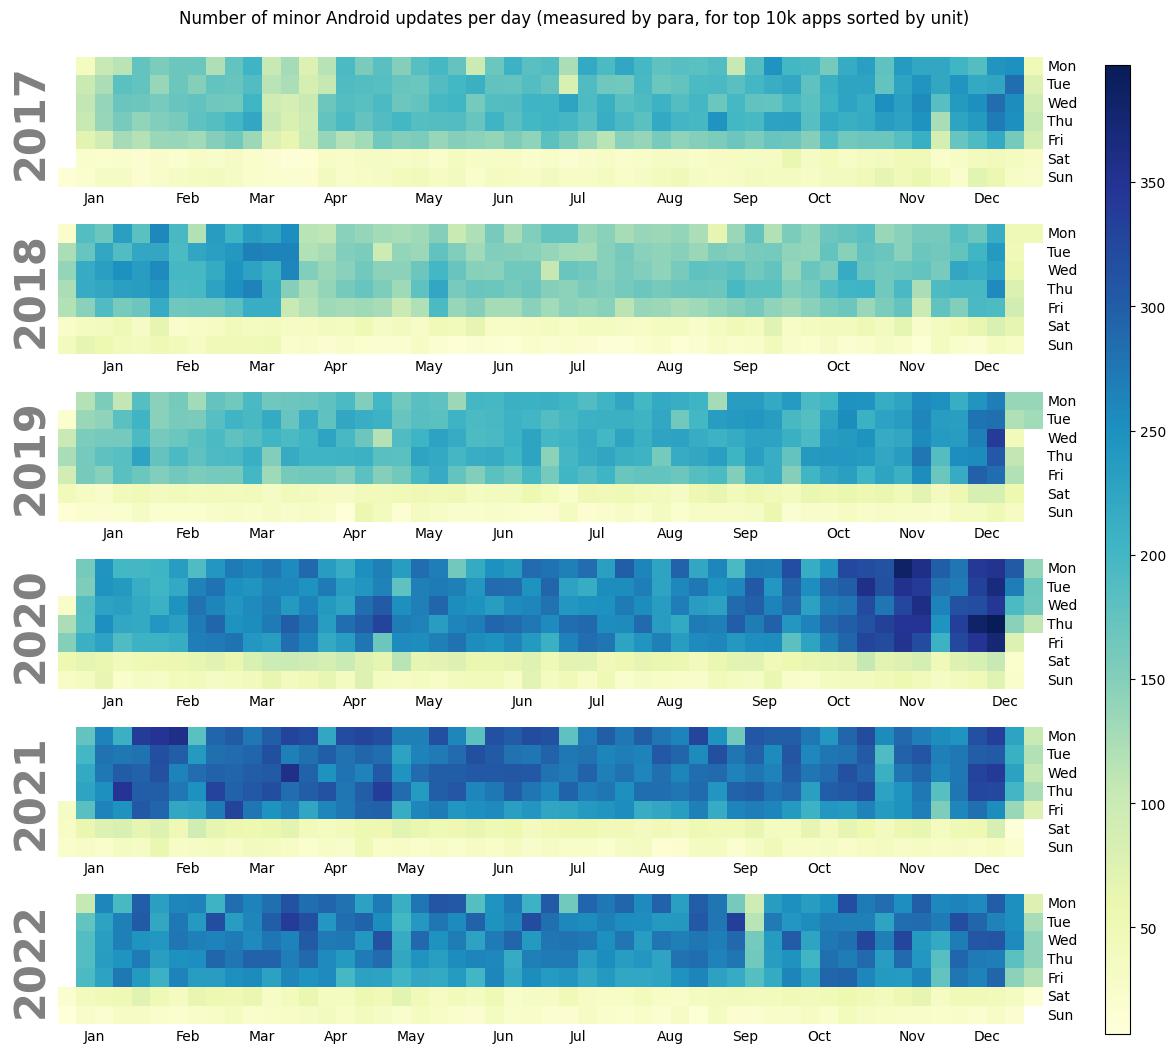 Number of minor Android updates per day (measured by para, for top 10k apps sorted by unit)
2017
Mon
Tue
Wed
Thu
Fri
Sat
Sun
Jan Feb Mar Apr May Jun Jul Aug Sep Oct Nov Dec
2018
Mon
Tue
Wed
Thu
Fri
Sat
Sun
Jan Feb Mar Apr May Jun Jul Aug Sep Oct Nov Dec
2019
Mon
Tue
Wed
Thu
Fri
Sat
Sun
Jan Feb Mar Apr May Jun Jul Aug Sep Oct Nov Dec
2020
Mon
Tue
Wed
Thu
Fri
Sat
Sun
Jan Feb Mar Apr May Jun Jul Aug Sep Oct Nov Dec
2021
Mon
Tue
Wed
Thu
Fri
Sat
Sun
Jan Feb Mar Apr May Jun Jul Aug Sep Oct Nov Dec
2022
Mon
Tue
Wed
Thu
Fri
Sat
Sun
Jan Feb Mar Apr May Jun Jul Aug Sep Oct Nov Dec
350
300
250
200
150
100
50